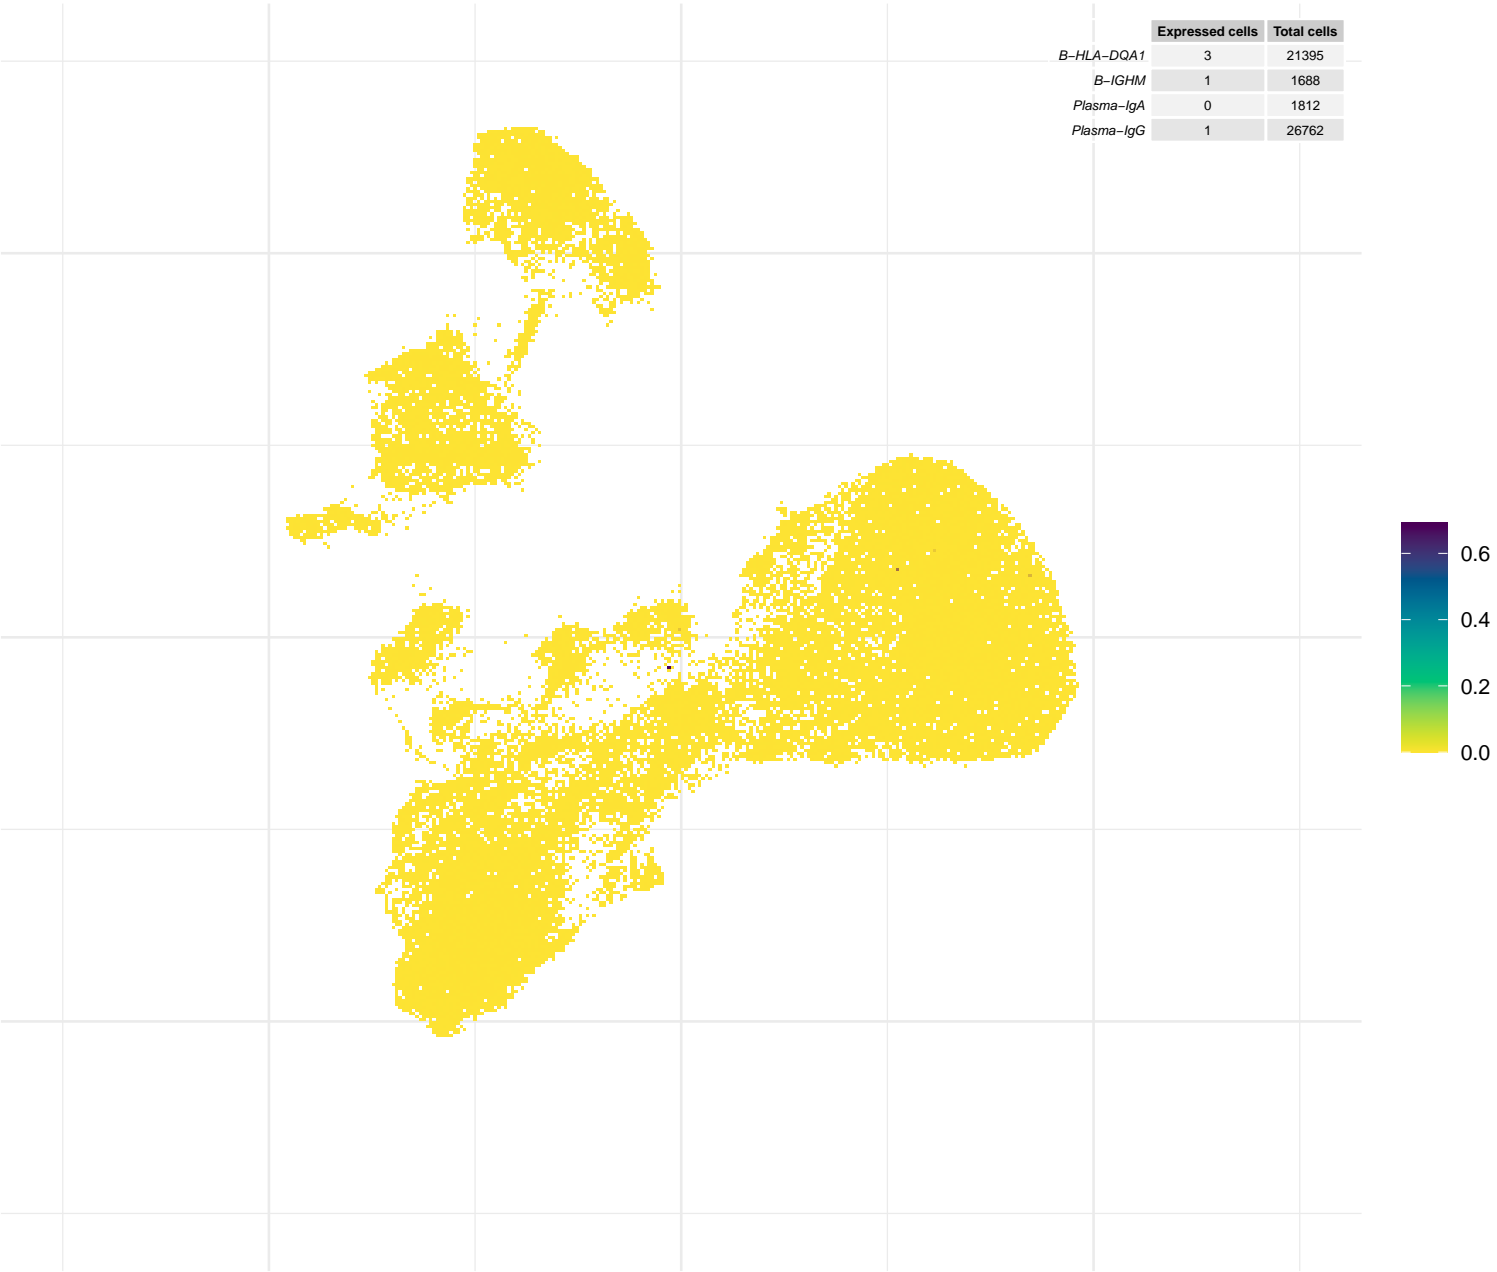 Expressed cells Total cells
B−HLA−DQA1 3 21395
B−IGHM 1 1688
Plasma−IgA 0 1812
Plasma−IgG 1 26762
0.6
0.4
0.2
0.0